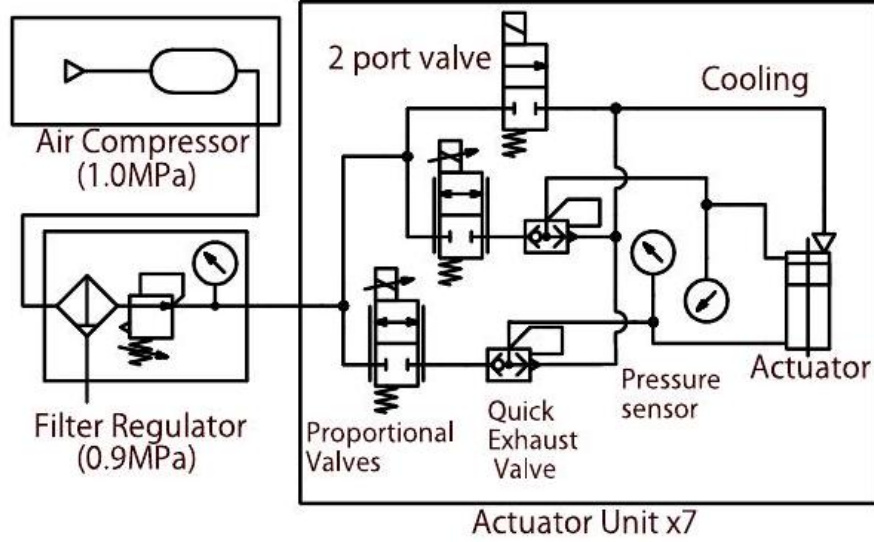 2 port valve
Cooling
Air Compressor
(1.0MPa)
Filter Regulator
(0.9MPa)
Proportional
Valves
Quick
Exhaust
Valve
Pressure
sensor
Actuator
Actuator Unit x7